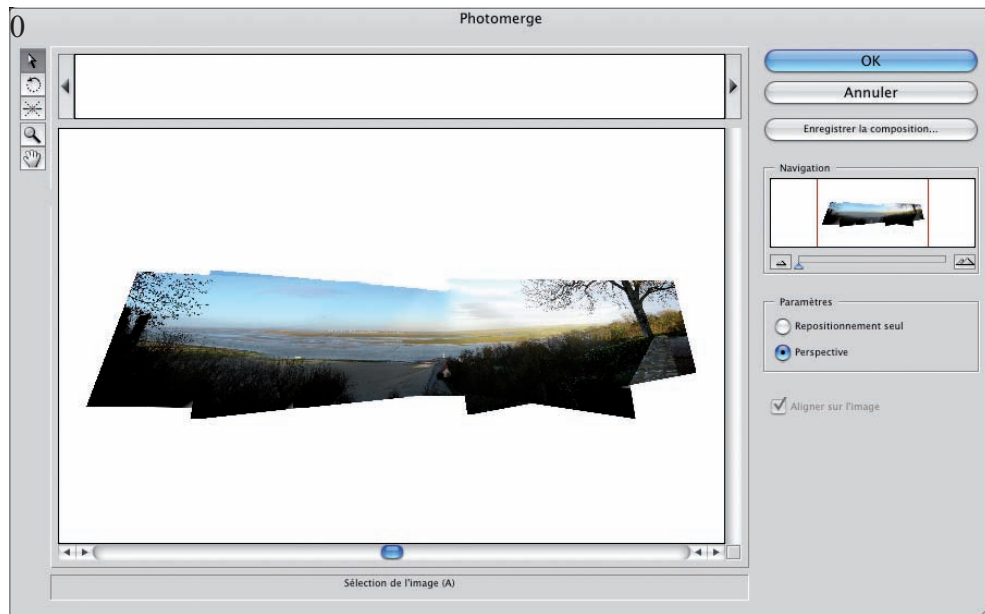 Photomerge
0
OK
Annuler
Enregistrer la composition...
Navigation
Paramètres
Repositionnement seul
Perspective
Aligner sur l'image
Sélection de l'image (A)